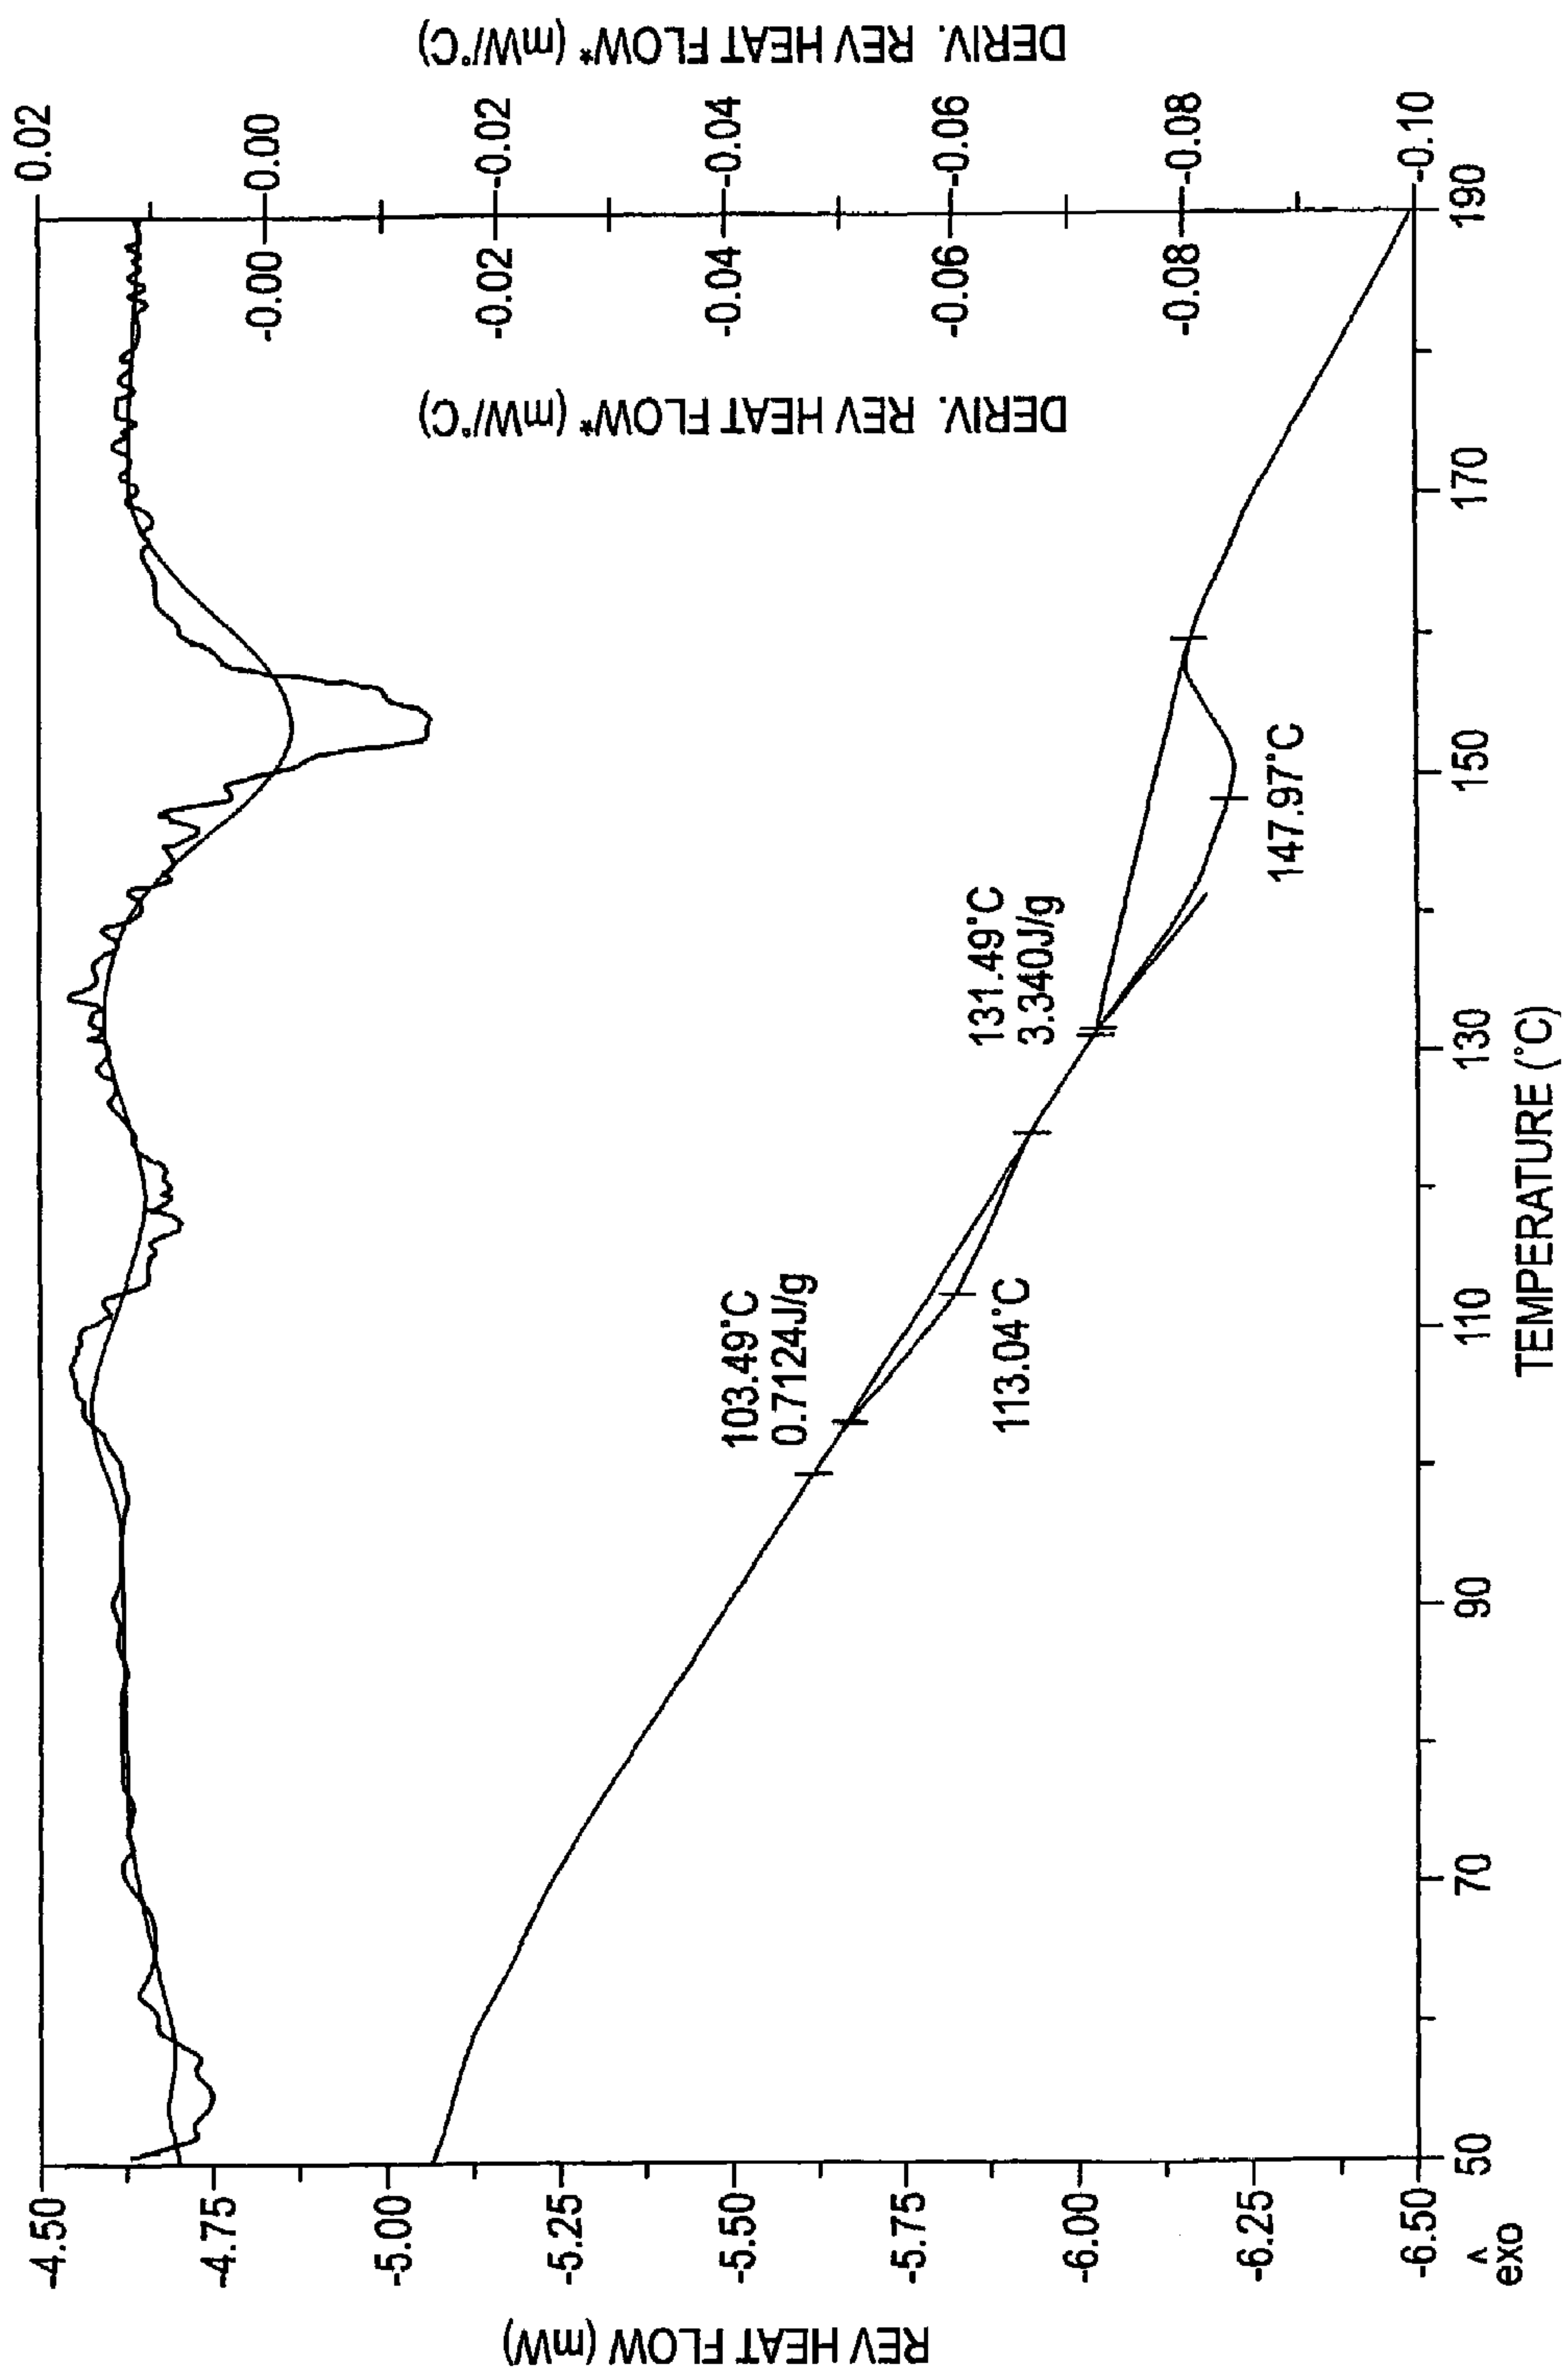 REV HEAT FLOW (mW)
-4.50
-4.75
-5.00
-5.25
-5.50
-5.75
-6.00
-6.25
-6.50
^
exo
103.49°C
0.7124J/g
113.04°C
131.49°C
3.340J/g
147.97°C
50
70
90
110
130
150
170
190
TEMPERATURE (°C)
DERIV. REV HEAT FLOW* (mW/°C)
-0.00
-0.02
-0.04
-0.06
-0.08
0.02
-0.00
-0.02
-0.04
-0.06
-0.08
-0.10
DERIV. REV HEAT FLOW* (mW/°C)